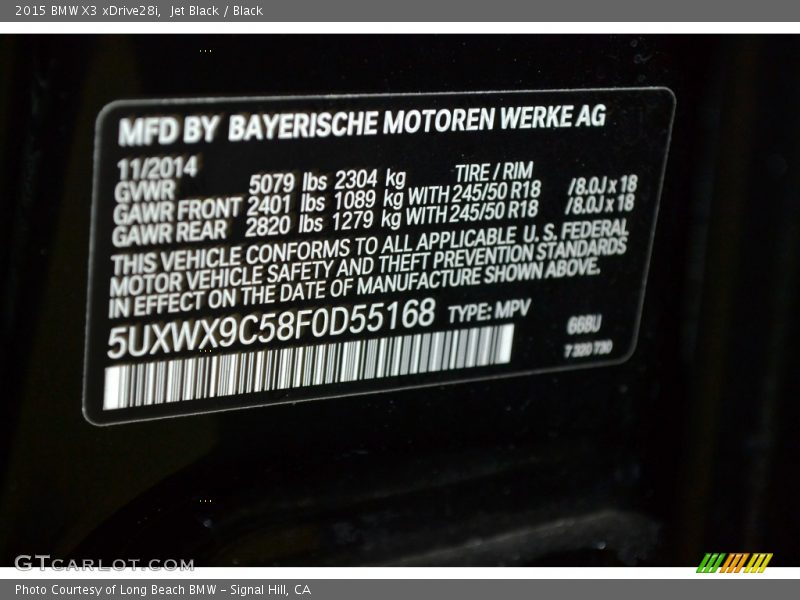 2015 BMW X3 xDrive28i, Jet Black / Black
MFD BY BAYERISCHE MOTOREN WERKE AG
11/2014 TIRE / RIM
GVWR 5079 lbs 2304 kg
GAWR FRONT 2401 lbs 1089 kg WITH 245/50 R18 /8.0J x 18
GAWR REAR 2820 lbs 1279 kg WITH 245/50 R18 /8.0J x 18
THIS VEHICLE CONFORMS TO ALL APPLICABLE U. S. FEDERAL
MOTOR VEHICLE SAFETY AND THEFT PREVENTION STANDARDS
IN EFFECT ON THE DATE OF MANUFACTURE SHOWN ABOVE.
5UXWX9C58F0D55168 TYPE: MPV 668U
7 320 730
GTcarlot.com
Photo Courtesy of Long Beach BMW - Signal Hill, CA